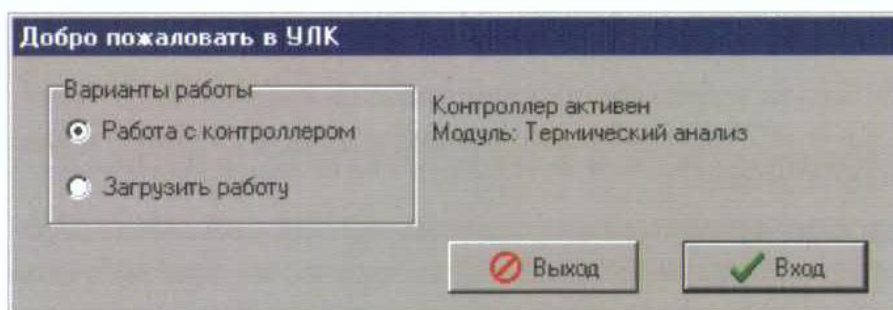 Добро пожаловать в УЛК
Варианты работы
Работа с контроллером
Загрузить работу
Контроллер активен
Модуль: Термический анализ
Выход
Вход